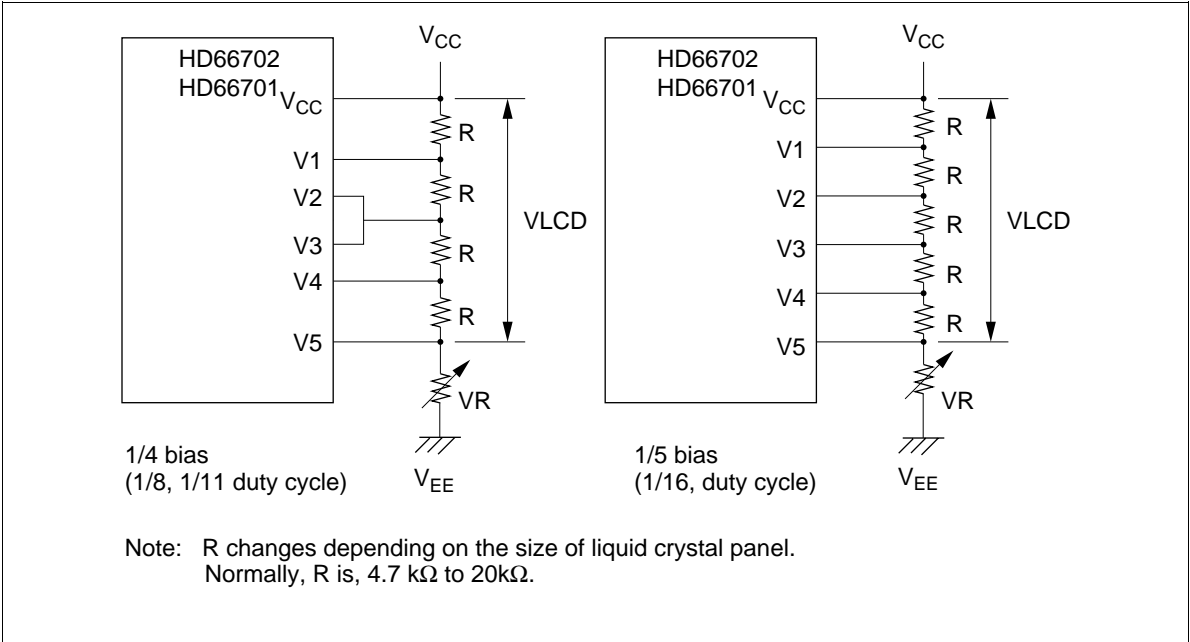 HD66702
HD66701
VCC
VCC
V1
V2
V3
V4
V5
R
R
R
R
VR
VLCD
VEE
1/4 bias
(1/8, 1/11 duty cycle)
HD66702
HD66701
VCC
VCC
V1
V2
V3
V4
V5
R
R
R
R
R
VR
VLCD
VEE
1/5 bias
(1/16, duty cycle)
Note: R changes depending on the size of liquid crystal panel.
Normally, R is, 4.7 kΩ to 20kΩ.